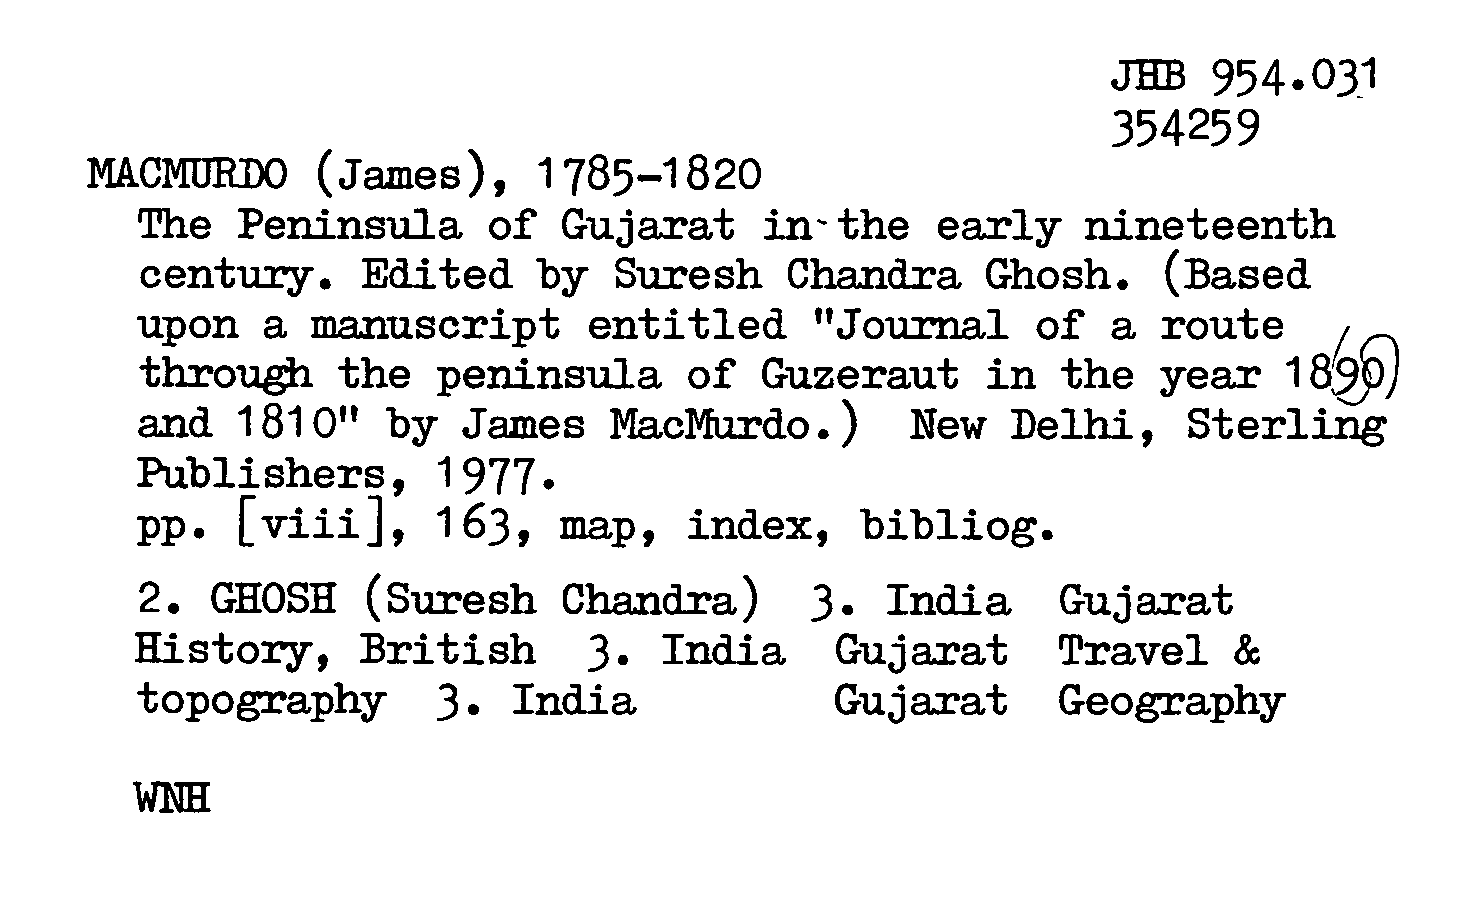 JHB 954.031
354259
MACMURDO (James), 1785-1820
The Peninsula of Gujarat in the early nineteenth
century. Edited by Suresh Chandra Ghosh. (Based
upon a manuscript entitled "Journal of a route
through the peninsula of Guzeraut in the year 1890
and 1810" by James MacMurdo.) New Delhi, Sterling
Publishers, 1977.
pp. [viii], 163, map, index, bibliog.
2. GHOSH (Suresh Chandra) 3. India Gujarat
History, British 3. India Gujarat Travel &
topography 3. India Gujarat Geography
WNH